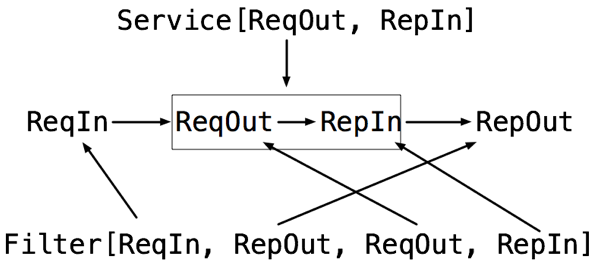 Service[ReqOut, RepIn]
ReqIn ReqOut RepIn RepOut
Filter[ReqIn, RepOut, ReqOut, RepIn]